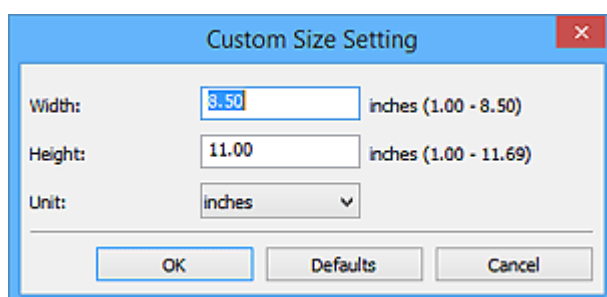 Custom Size Setting
Width: 8.50 inches (1.00 - 8.50)
Height: 11.00 inches (1.00 - 11.69)
Unit: inches
OK Defaults Cancel